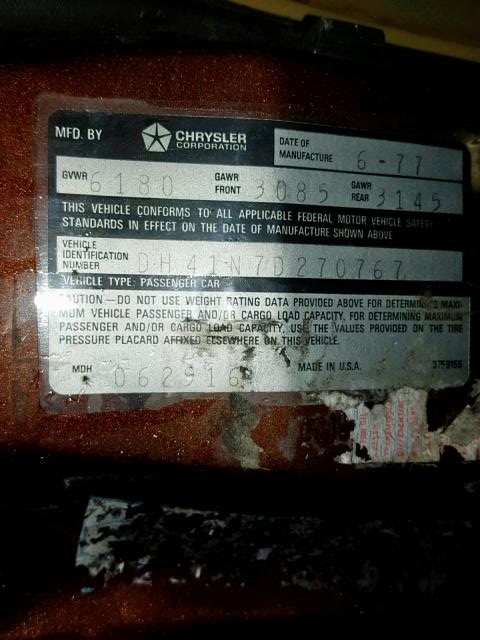 MFD. BY CHRYSLER CORPORATION
DATE OF MANUFACTURE 6-77
GVWR 6180 GAWR FRONT 3085 GAWR REAR 3145
THIS VEHICLE CONFORMS TO ALL APPLICABLE FEDERAL MOTOR VEHICLE SAFETY
STANDARDS IN EFFECT ON THE DATE OF MANUFACTURE SHOWN ABOVE
VEHICLE
IDENTIFICATION
NUMBER DH41N7D270767
VEHICLE TYPE: PASSENGER CAR
CAUTION—DO NOT USE WEIGHT RATING DATA PROVIDED ABOVE FOR MAXI-
MUM VEHICLE PASSENGER AND/OR CARGO LOAD CAPACITY. FOR DETERMINING MAXIMUM
PASSENGER AND/OR CARGO LOAD CAPACITY, USE THE VALUES PROVIDED ON THE TIRE
PRESSURE PLACARD AFFIXED ELSEWHERE ON THIS VEHICLE.
MDH MADE IN U.S.A. 3759155